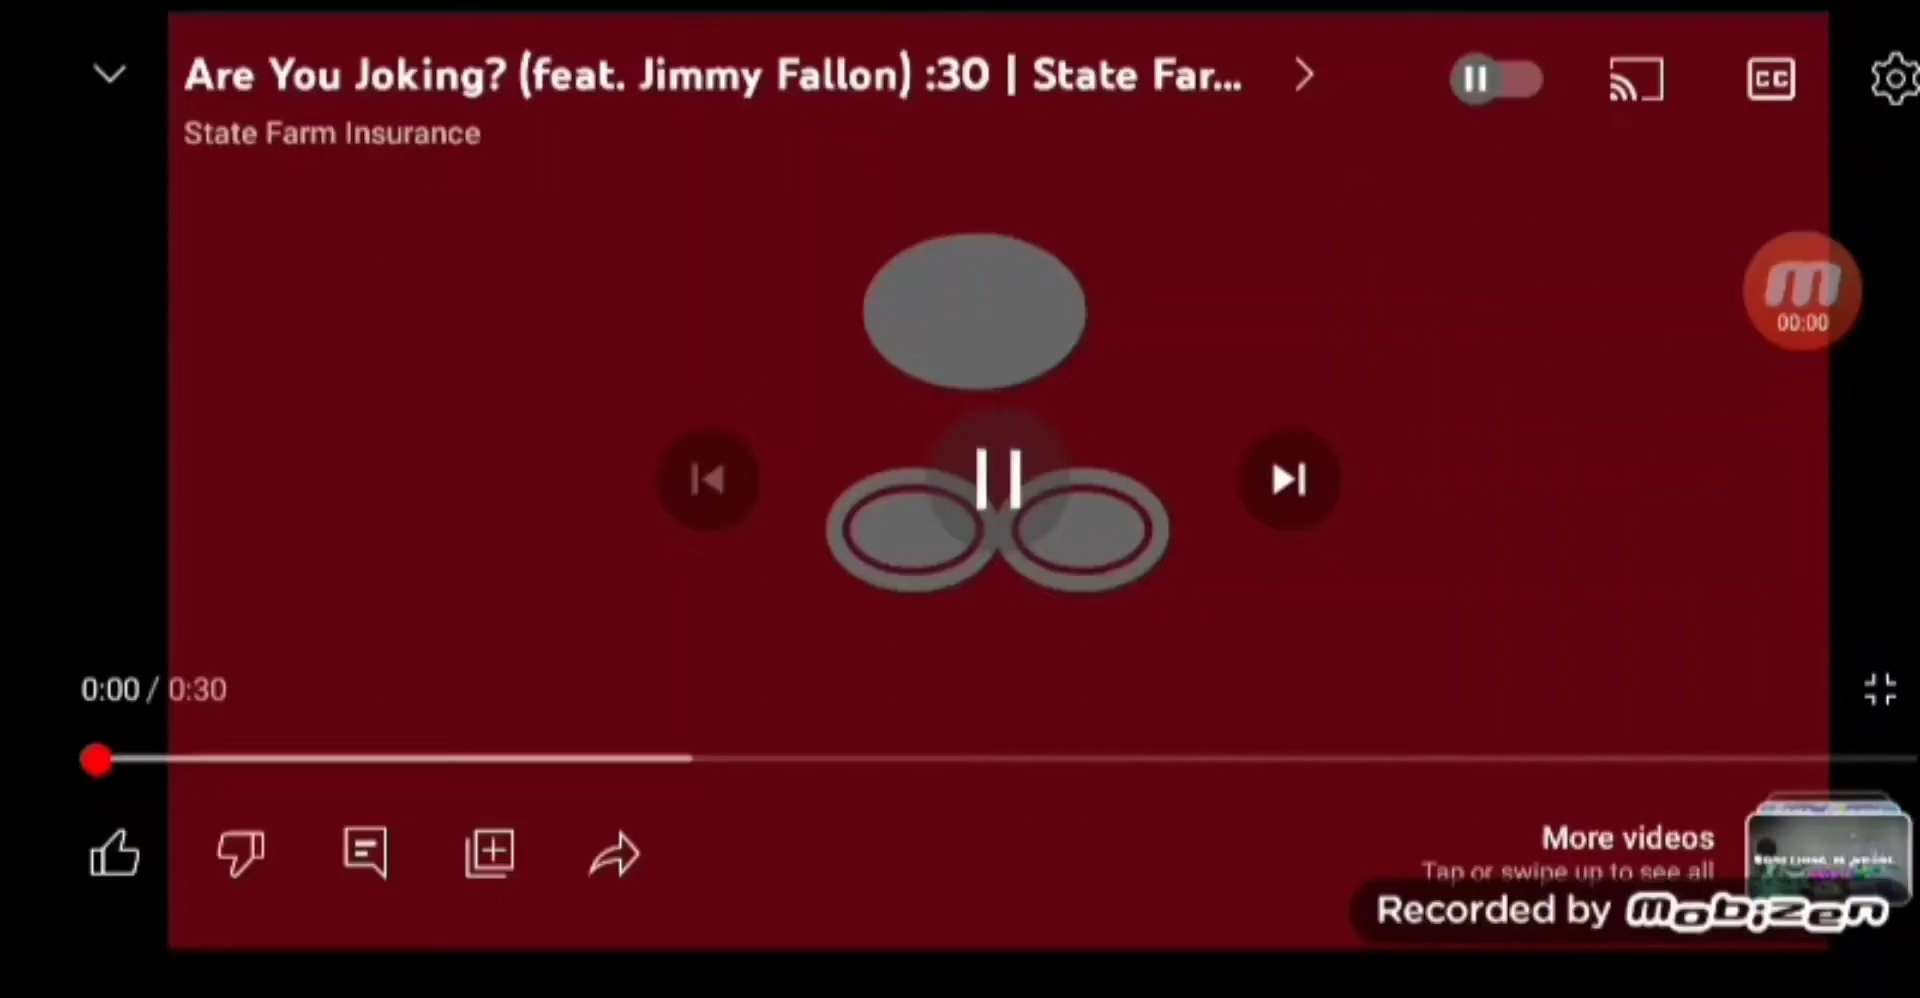 Are You Joking? (feat. Jimmy Fallon) :30 | State Far...
State Farm Insurance
CC
m
00:00
0:00 / 0:30
More videos
Tap or swipe up to see all
Recorded by mobizen